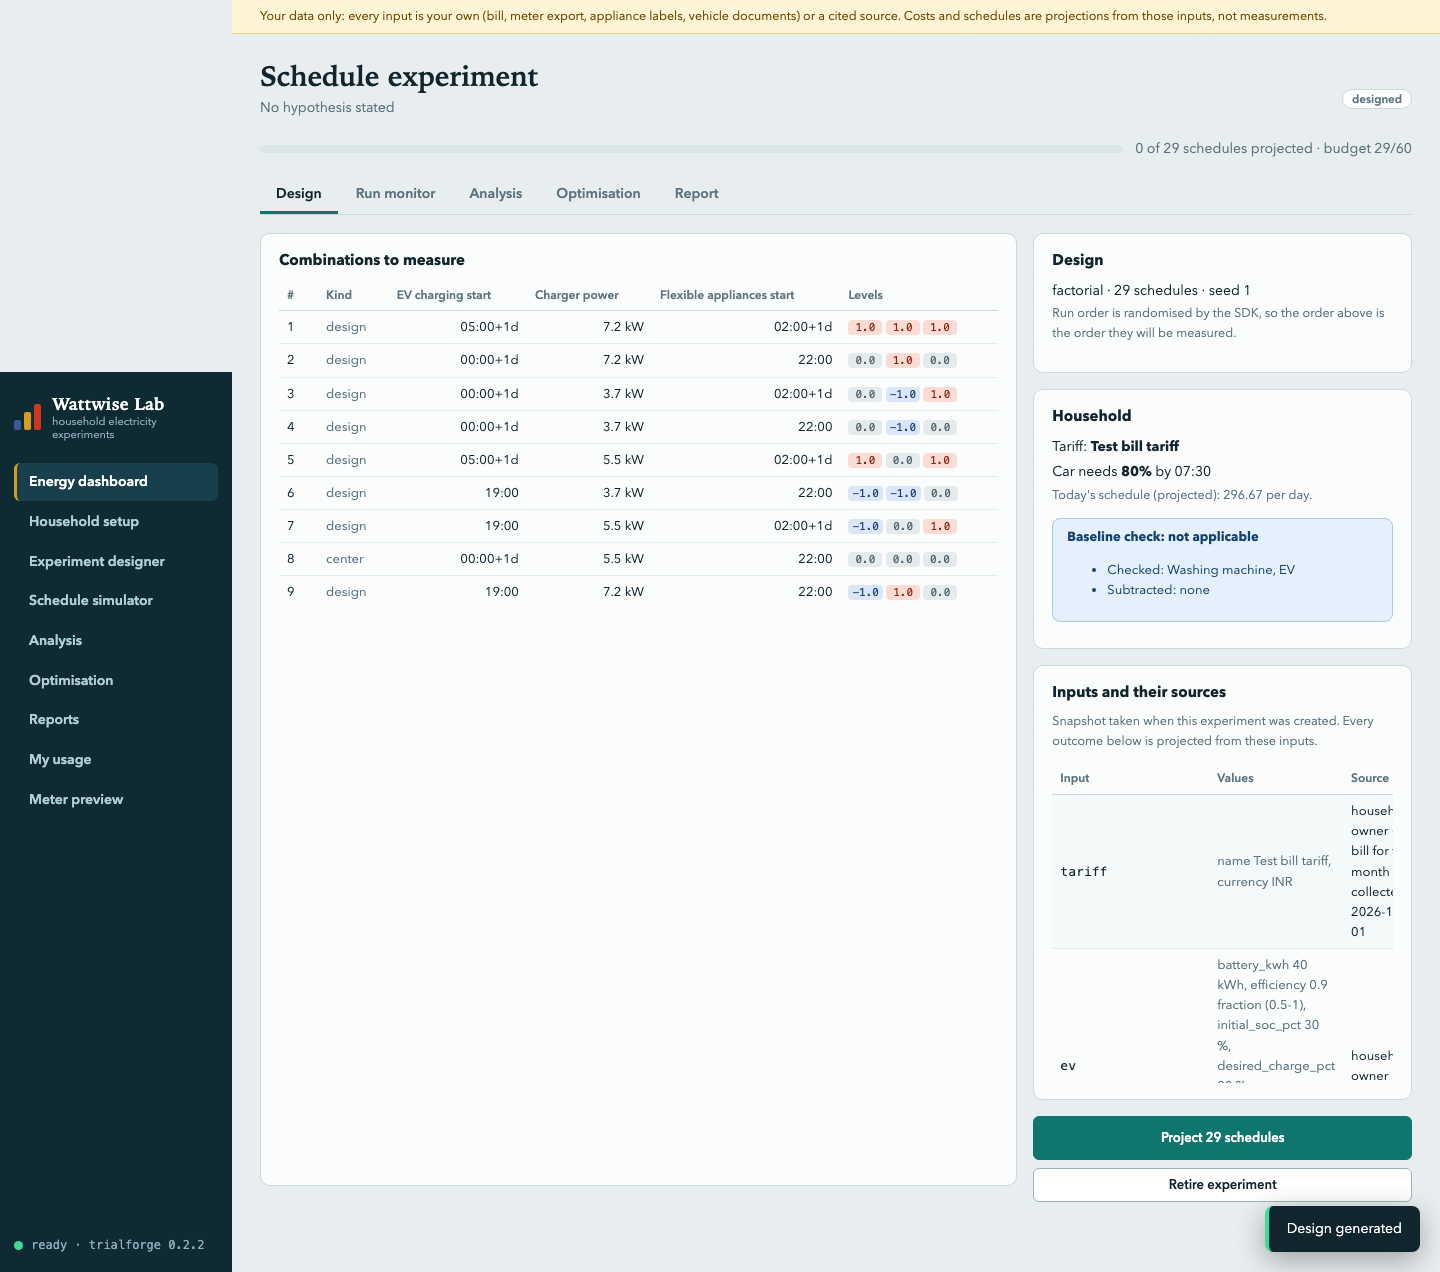 Your data only: every input is your own (bill, meter export, appliance labels, vehicle documents) or a cited source. Costs and schedules are projections from those inputs, not measurements.
Schedule experiment
No hypothesis stated
designed
0 of 29 schedules projected · budget 29/60
Design Run monitor Analysis Optimisation Report
Wattwise Lab
household electricity
experiments
Energy dashboard
Household setup
Experiment designer
Schedule simulator
Analysis
Optimisation
Reports
My usage
Meter preview
ready · trialforge 0.2.2
Combinations to measure
# Kind EV charging start Charger power Flexible appliances start Levels
1 design 05:00+1d 7.2 kW 02:00+1d 1.0 1.0 1.0
2 design 00:00+1d 7.2 kW 22:00 0.0 1.0 0.0
3 design 00:00+1d 3.7 kW 02:00+1d 0.0 −1.0 1.0
4 design 00:00+1d 3.7 kW 22:00 0.0 −1.0 0.0
5 design 05:00+1d 5.5 kW 02:00+1d 1.0 0.0 1.0
6 design 19:00 3.7 kW 22:00 −1.0 −1.0 0.0
7 design 19:00 5.5 kW 02:00+1d −1.0 0.0 1.0
8 center 00:00+1d 5.5 kW 22:00 0.0 0.0 0.0
9 design 19:00 7.2 kW 22:00 −1.0 1.0 0.0
Design
factorial · 29 schedules · seed 1
Run order is randomised by the SDK, so the order above is
the order they will be measured.
Household
Tariff: Test bill tariff
Car needs 80% by 07:30
Today's schedule (projected): 296.67 per day.
Baseline check: not applicable
• Checked: Washing machine, EV
• Subtracted: none
Inputs and their sources
Snapshot taken when this experiment was created. Every
outcome below is projected from these inputs.
Input Values Source
tariff
name Test bill tariff,
currency INR
owner
bill for
month
01
ev
battery_kwh 40
kWh, efficiency 0.9
fraction (0.5-1),
initial_soc_pct 30
%,
desired_charge_pct
owner
Project 29 schedules
Retire experiment
Design generated